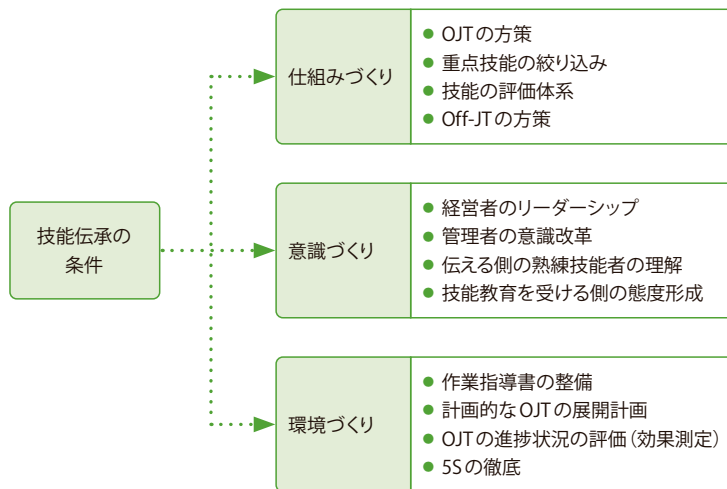 技能伝承の
条件
仕組みづくり
● OJTの方策
● 重点技能の絞り込み
● 技能の評価体系
● Off-JTの方策
意識づくり
● 経営者のリーダーシップ
● 管理者の意識改革
● 伝える側の熟練技能者の理解
● 技能教育を受ける側の態度形成
環境づくり
● 作業指導書の整備
● 計画的なOJTの展開計画
● OJTの進捗状況の評価（効果測定）
● 5Sの徹底